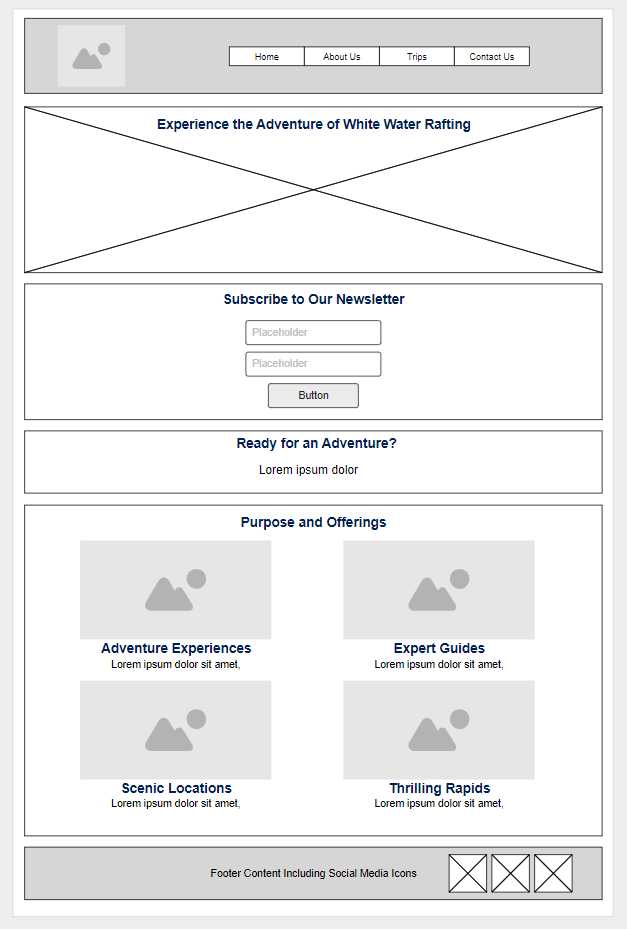 Home About Us Trips Contact Us
Experience the Adventure of White Water Rafting
Subscribe to Our Newsletter
Placeholder
Placeholder
Button
Ready for an Adventure?
Lorem ipsum dolor
Purpose and Offerings
Adventure Experiences
Lorem ipsum dolor sit amet,
Expert Guides
Lorem ipsum dolor sit amet,
Scenic Locations
Lorem ipsum dolor sit amet,
Thrilling Rapids
Lorem ipsum dolor sit amet,
Footer Content Including Social Media Icons